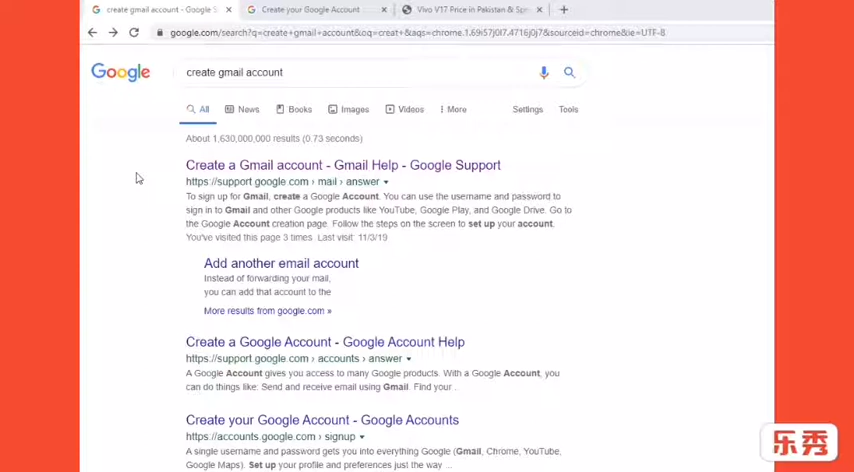 create gmail account - Google S
Create your Google Account
Vivo V17 Price in Pakistan & Spe
google.com/search?q=create+gmail+account&oq=creat+&aqs=chrome.1.69i57j0l7.4716j0j7&sourceid=chrome&ie=UTF-8
Google
create gmail account
All
News
Books
Images
Videos
More
Settings
Tools
About 1,630,000,000 results (0.73 seconds)
Create a Gmail account - Gmail Help - Google Support
https://support.google.com › mail › answer
To sign up for Gmail, create a Google Account. You can use the username and password to
sign in to Gmail and other Google products like YouTube, Google Play, and Google Drive. Go to
the Google Account creation page. Follow the steps on the screen to set up your account.
You've visited this page 3 times. Last visit: 11/3/19
Add another email account
Instead of forwarding your mail,
you can add that account to the
More results from google.com »
Create a Google Account - Google Account Help
https://support.google.com › accounts › answer
A Google Account gives you access to many Google products. With a Google Account, you
can do things like: Send and receive email using Gmail. Find your ...
Create your Google Account - Google Accounts
https://accounts.google.com › signup
A single username and password gets you into everything Google (Gmail, Chrome, YouTube,
Google Maps). Set up your profile and preferences just the way ...
乐秀